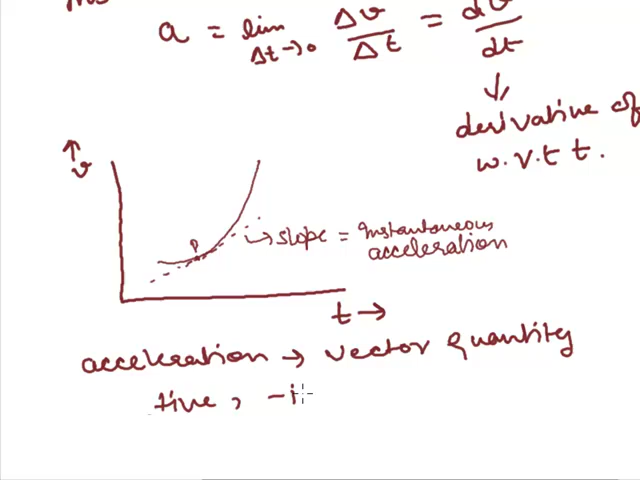 a = lim Δt→0 Δv/Δt = dv/dt
derivative of
w.r.t t.
↑ v
P
→ slope = instantaneous
acceleration
t →
acceleration → vector quantity
+ive, -i